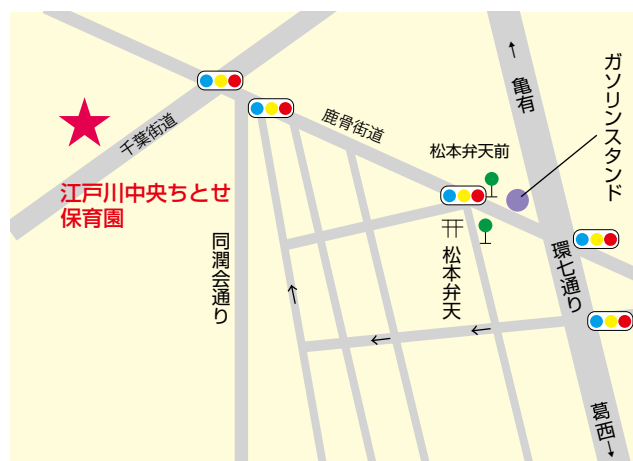 亀有
ガソリンスタンド
千葉街道
鹿骨街道
松本弁天前
江戸川中央ちとせ
保育園
同潤会通り
松本弁天
環七通り
葛西